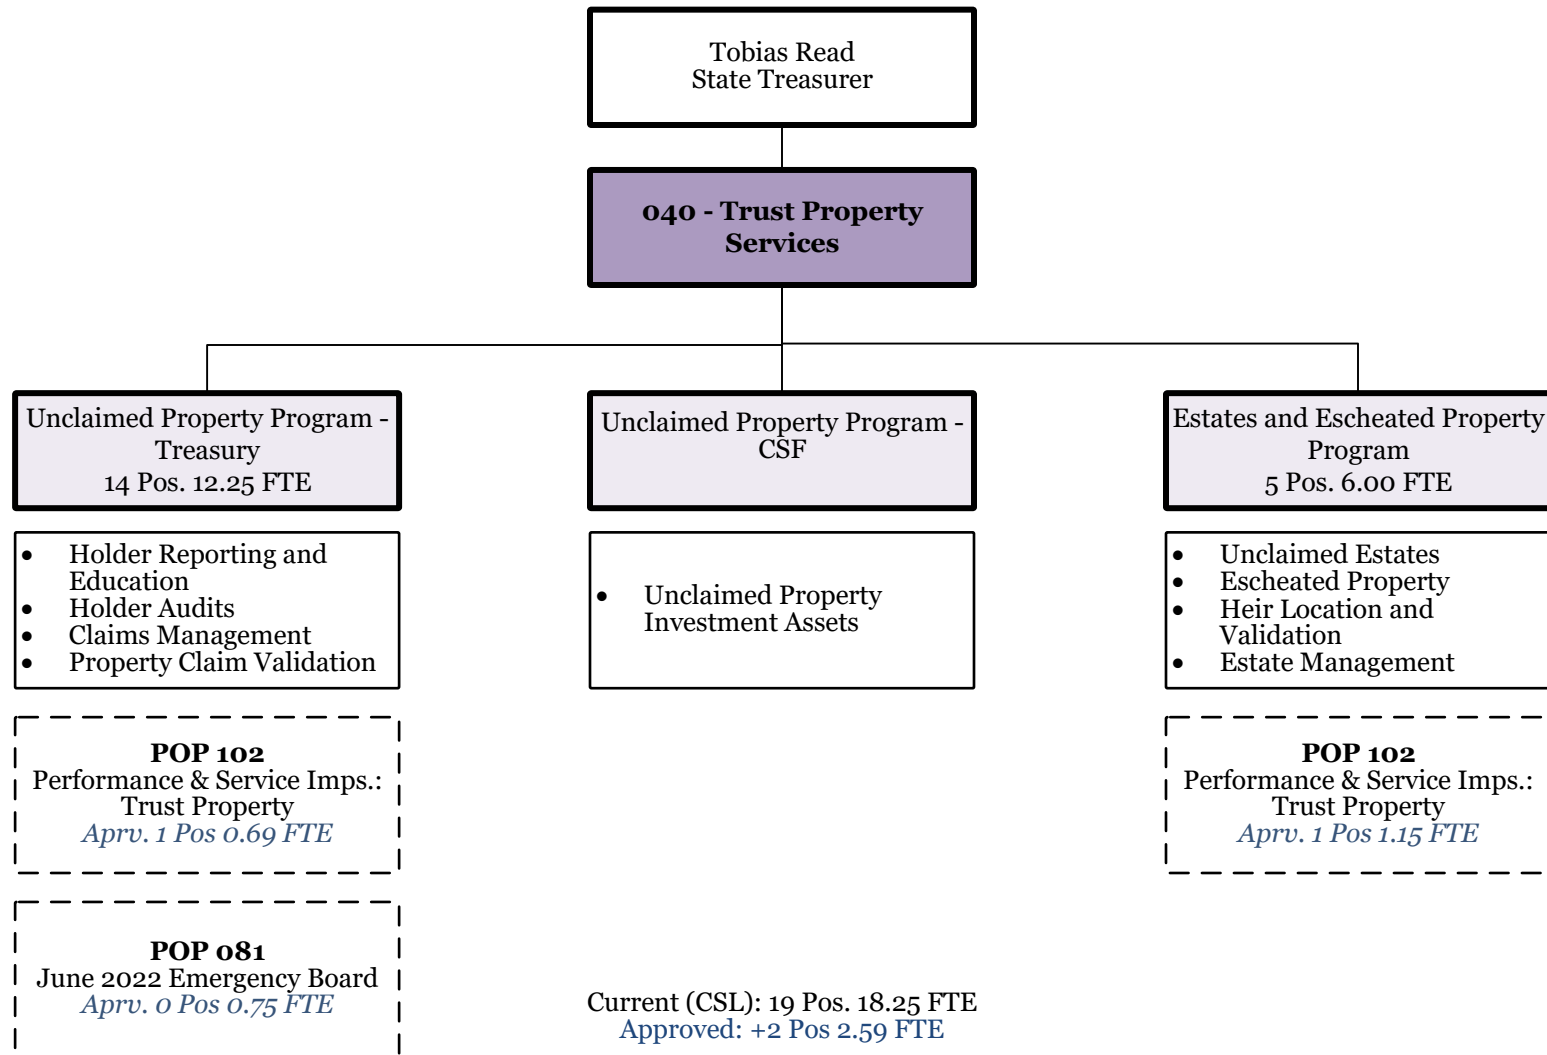 Tobias Read
State Treasurer
040 - Trust Property
Services
Unclaimed Property Program -
Treasury
14 Pos. 12.25 FTE
Unclaimed Property Program -
CSF
Estates and Escheated Property
Program
5 Pos. 6.00 FTE
• Holder Reporting and
Education
• Holder Audits
• Claims Management
• Property Claim Validation
• Unclaimed Property
Investment Assets
• Unclaimed Estates
• Escheated Property
• Heir Location and
Validation
• Estate Management
POP 102
Performance & Service Imps.:
Trust Property
Aprv. 1 Pos 0.69 FTE
POP 102
Performance & Service Imps.:
Trust Property
Aprv. 1 Pos 1.15 FTE
POP 081
June 2022 Emergency Board
Aprv. 0 Pos 0.75 FTE
Current (CSL): 19 Pos. 18.25 FTE
Approved: +2 Pos 2.59 FTE